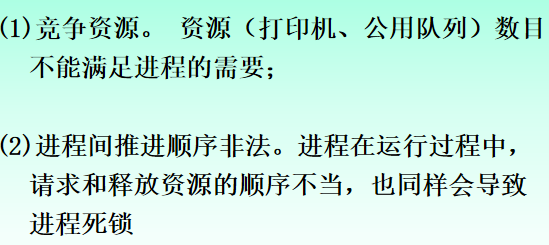 (1)竞争资源。 资源（打印机、公用队列）数目
不能满足进程的需要；
(2)进程间推进顺序非法。进程在运行过程中，
请求和释放资源的顺序不当，也同样会导致
进程死锁